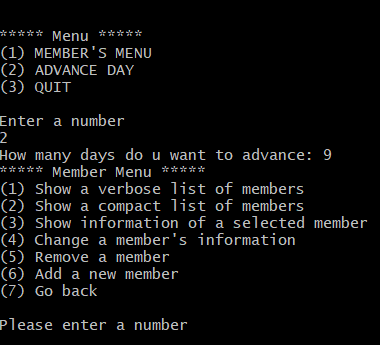 ***** Menu *****
(1) MEMBER'S MENU
(2) ADVANCE DAY
(3) QUIT
Enter a number
2
How many days do u want to advance: 9
***** Member Menu *****
(1) Show a verbose list of members
(2) Show a compact list of members
(3) Show information of a selected member
(4) Change a member's information
(5) Remove a member
(6) Add a new member
(7) Go back
Please enter a number